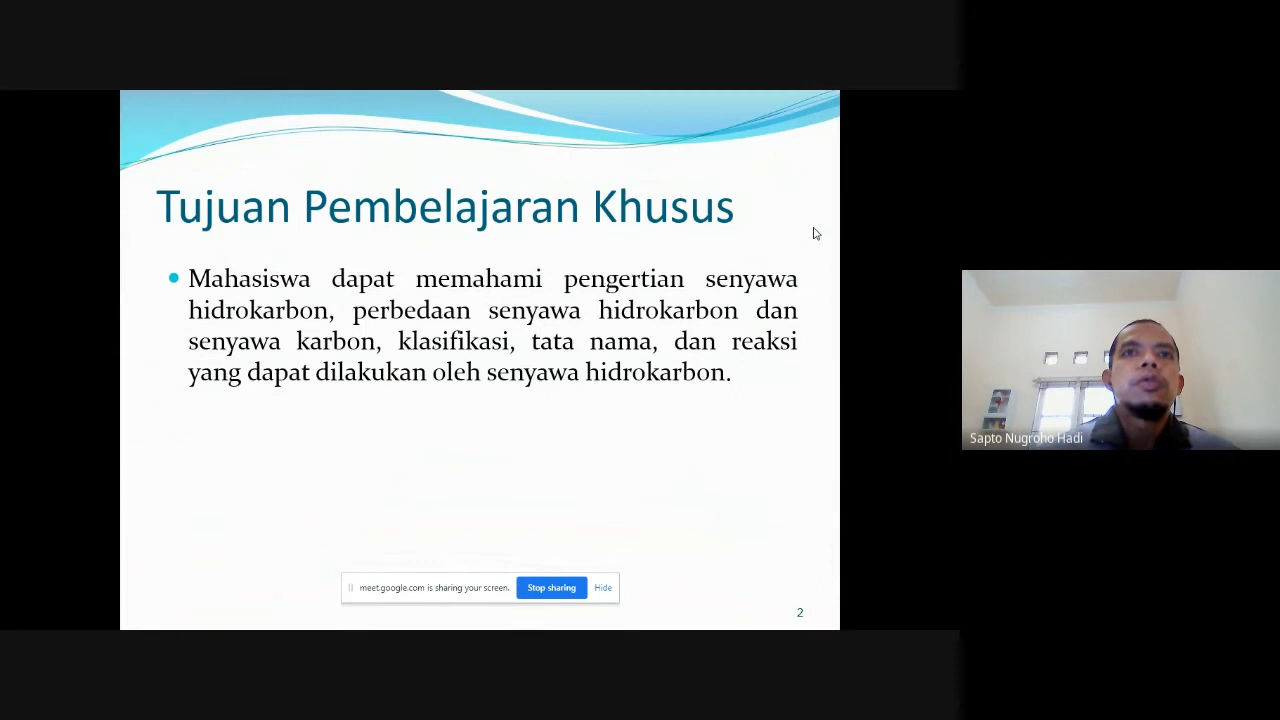 Tujuan Pembelajaran Khusus
Mahasiswa dapat memahami pengertian senyawa
hidrokarbon, perbedaan senyawa hidrokarbon dan
senyawa karbon, klasifikasi, tata nama, dan reaksi
yang dapat dilakukan oleh senyawa hidrokarbon.
meet.google.com is sharing your screen. Stop sharing Hide
2
Sapto Nugroho Hadi